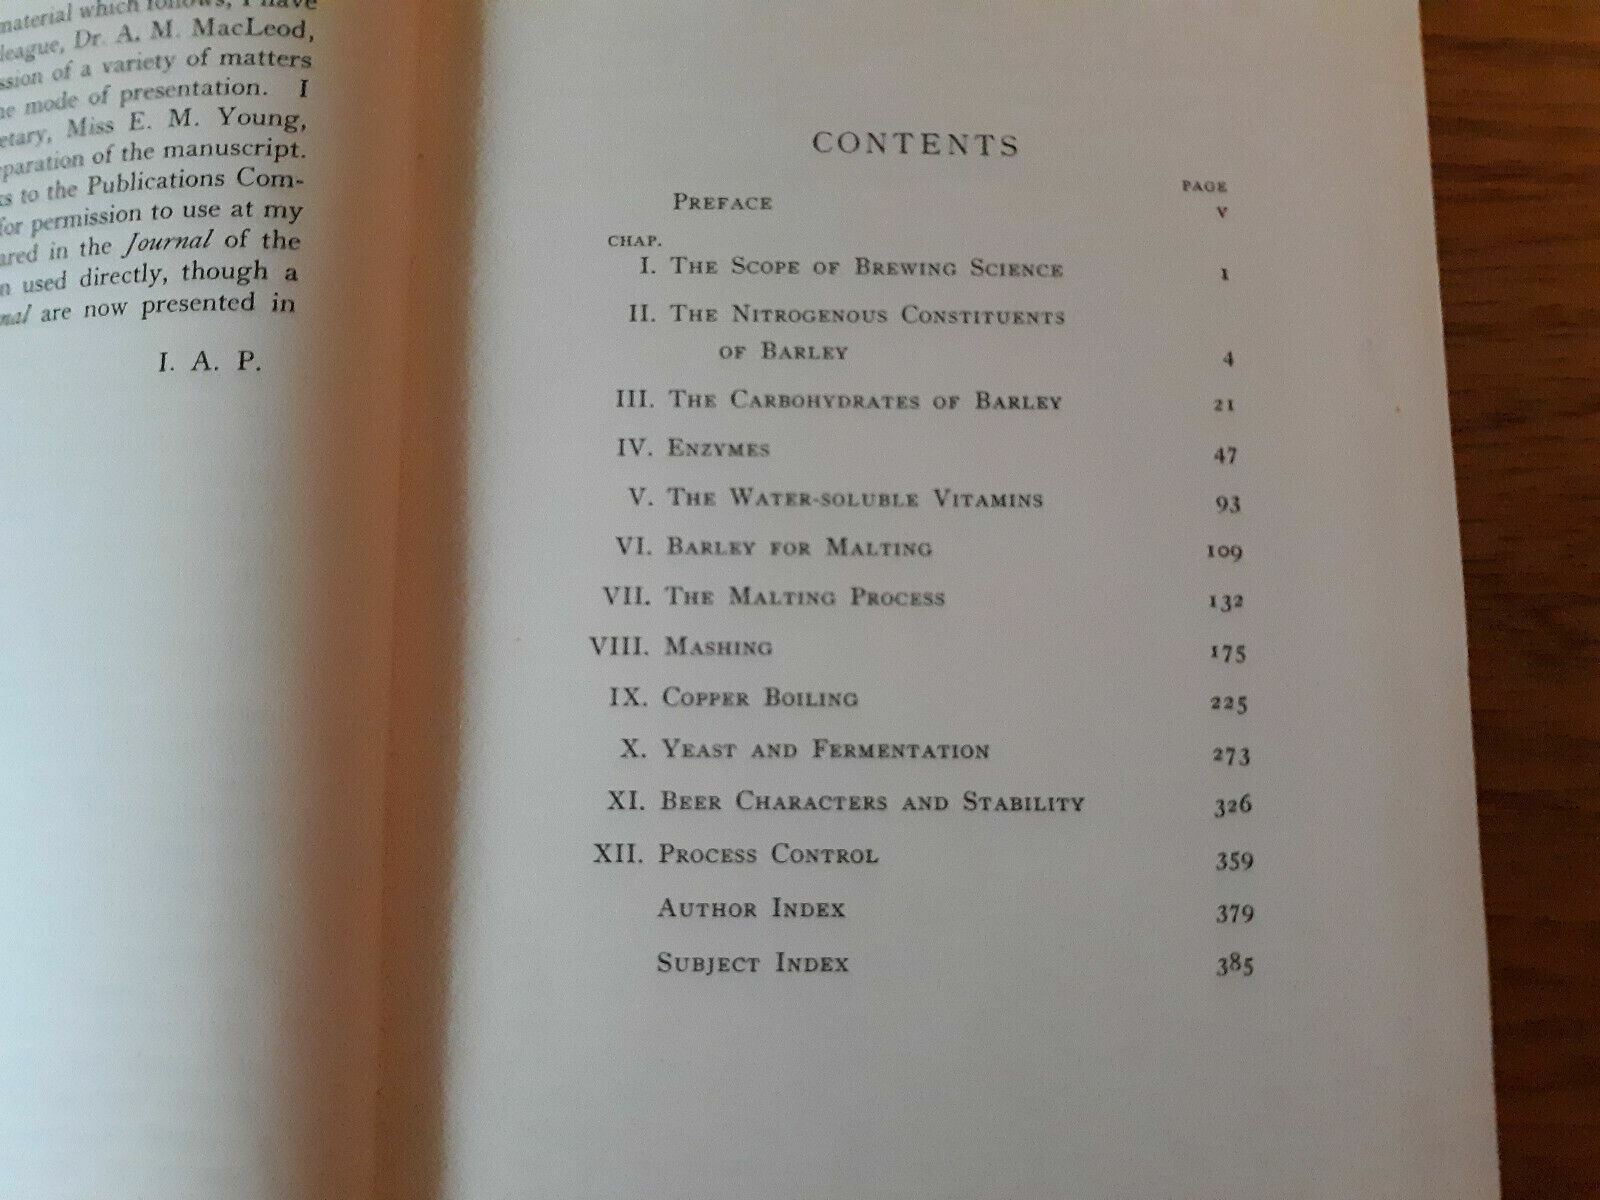 material which follows, I have
league, Dr. A. M. MacLeod,
ssion of a variety of matters
he mode of presentation. I
etary, Miss E. M. Young,
eparation of the manuscript.
ks to the Publications Com-
for permission to use at my
ared in the Journal of the
n used directly, though a
nal are now presented in
I. A. P.
CONTENTS
PAGE
PREFACE v
CHAP.
I. THE SCOPE OF BREWING SCIENCE 1
II. THE NITROGENOUS CONSTITUENTS
OF BARLEY 4
III. THE CARBOHYDRATES OF BARLEY 21
IV. ENZYMES 47
V. THE WATER-SOLUBLE VITAMINS 93
VI. BARLEY FOR MALTING 109
VII. THE MALTING PROCESS 132
VIII. MASHING 175
IX. COPPER BOILING 225
X. YEAST AND FERMENTATION 273
XI. BEER CHARACTERS AND STABILITY 326
XII. PROCESS CONTROL 359
AUTHOR INDEX 379
SUBJECT INDEX 385